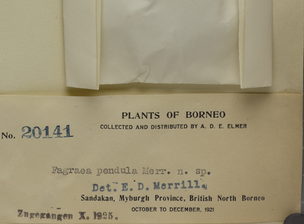 PLANTS OF BORNEO
COLLECTED AND DISTRIBUTED BY A. D. E. ELMER
No. 20141
Fagraea pendula Merr. n. sp.
Det. E. D. Merrill.
Sandakan, Myburgh Province, British North Borneo
OCTOBER TO DECEMBER, 1921
Zugegangen X. 1925.